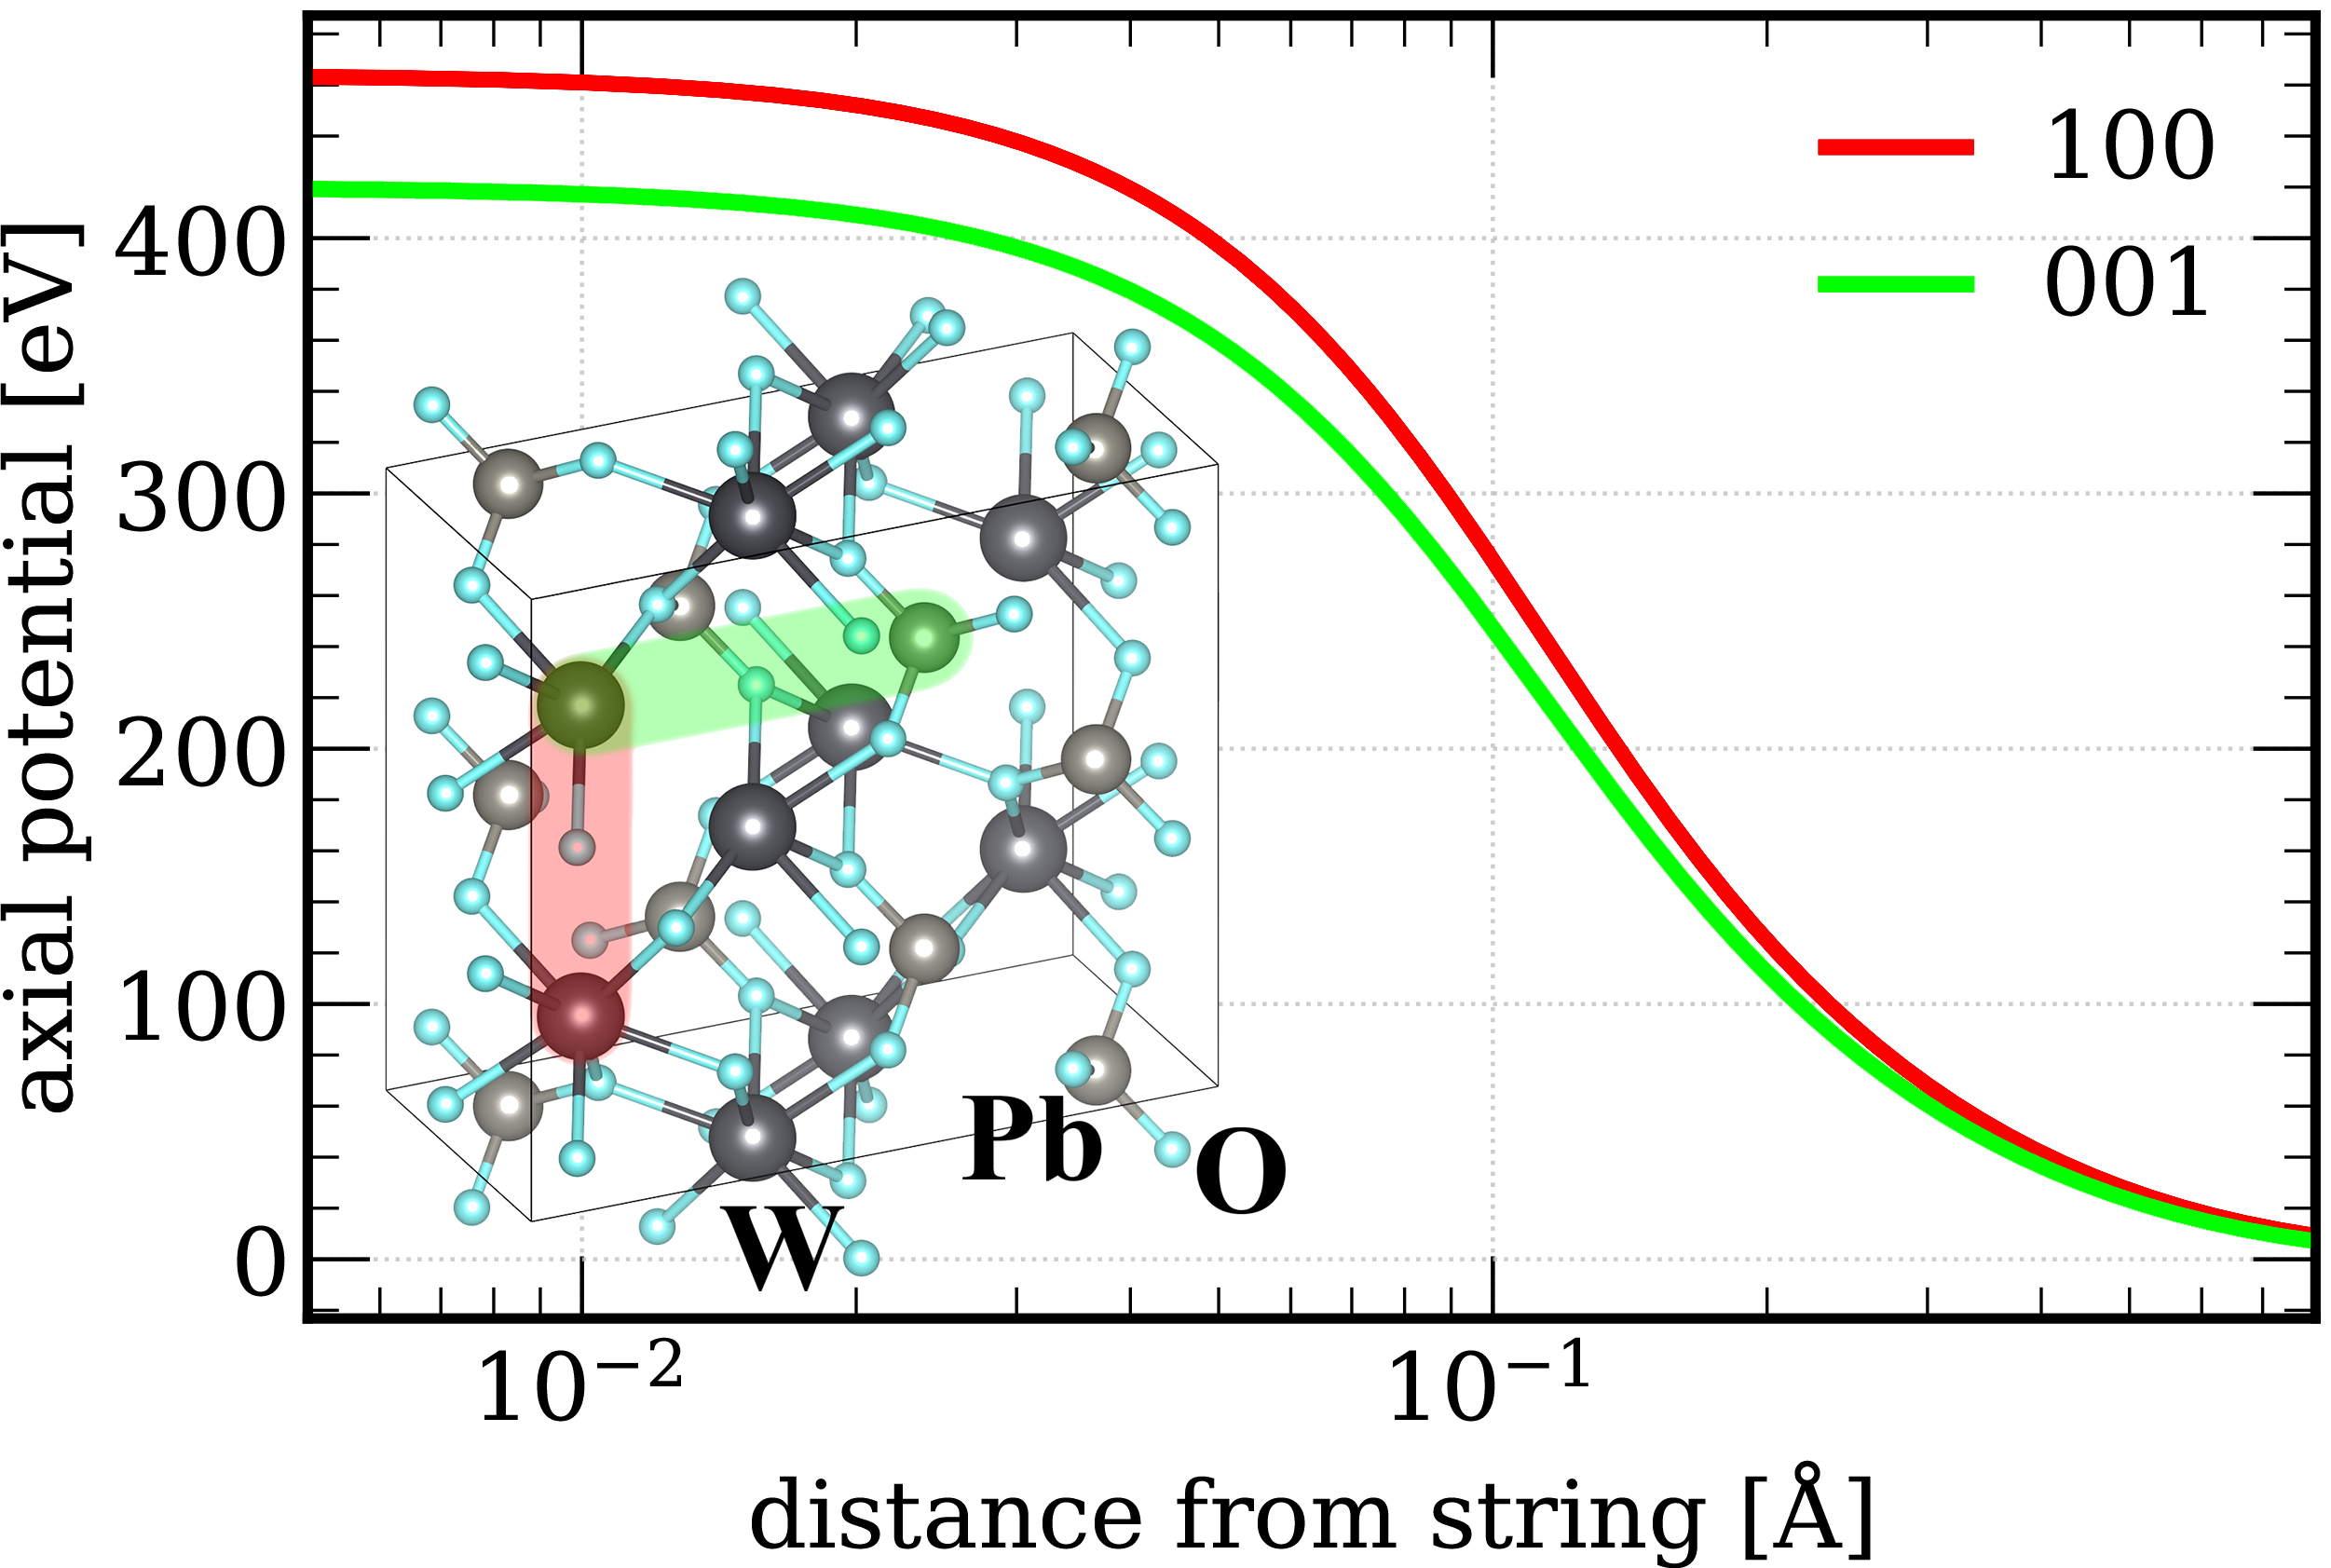 axial potential [eV]
400
300
200
100
0
100
001
Pb
O
W
10⁻²
10⁻¹
distance from string [Å]